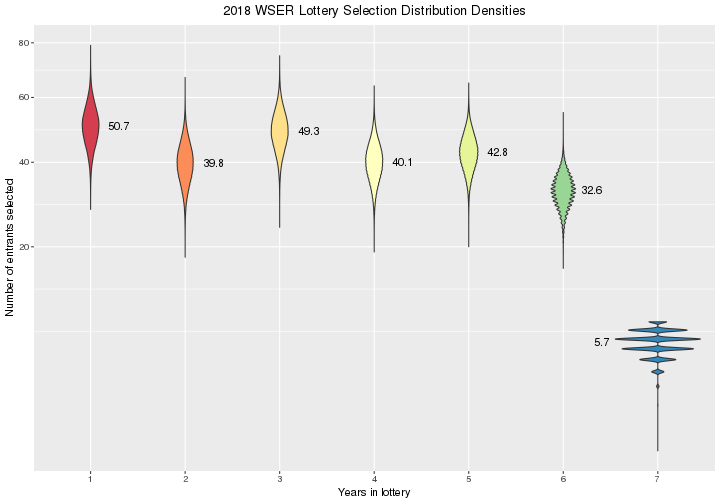 2018 WSER Lottery Selection Distribution Densities
Number of entrants selected
80
60
40
20
50.7
39.8
49.3
40.1
42.8
32.6
5.7
1 2 3 4 5 6 7
Years in lottery